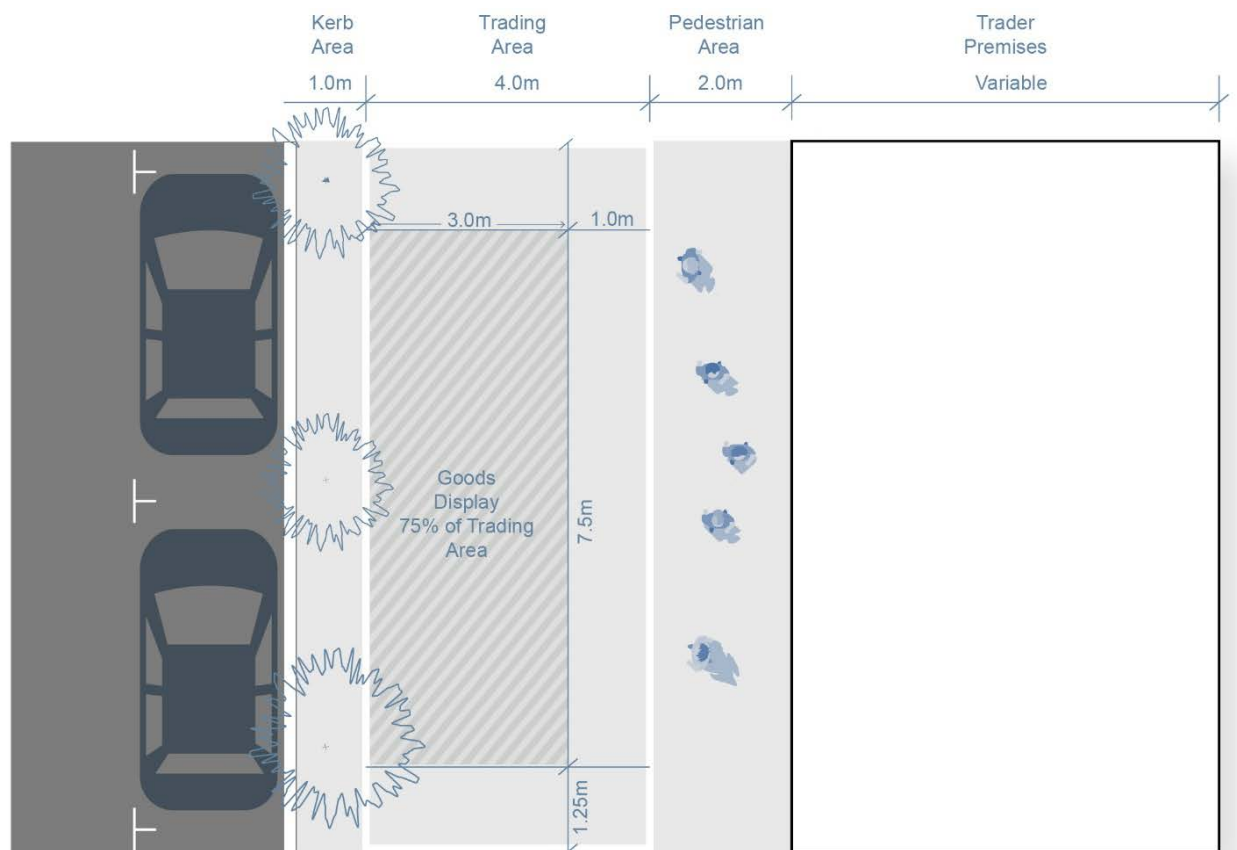 Kerb
Area
Trading
Area
Pedestrian
Area
Trader
Premises
1.0m
4.0m
2.0m
Variable
3.0m
1.0m
Goods
Display
75% of Trading
Area
7.5m
1.25m